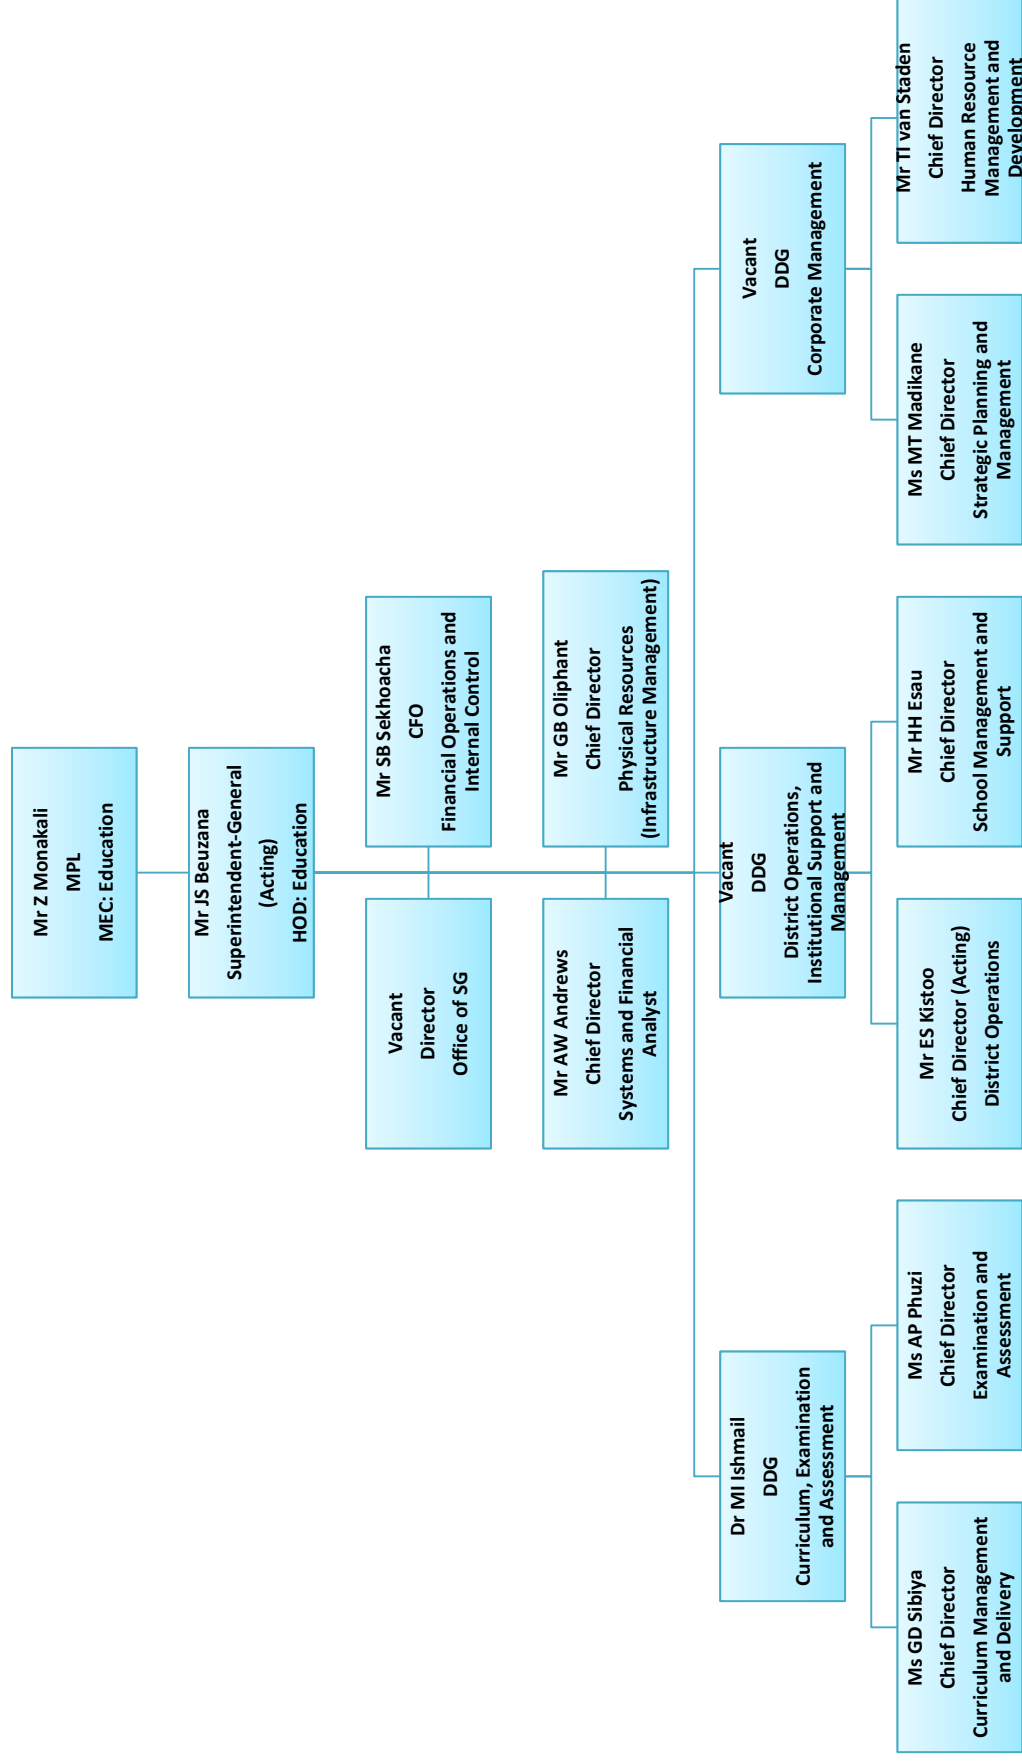 Mr Z Monakali
MPL
MEC: Education
Mr JS Beuzana
Superintendent-General
(Acting)
HOD: Education
Vacant
Director
Office of SG
Mr SB Sekhoacha
CFO
Financial Operations and
Internal Control
Mr AW Andrews
Chief Director
Systems and Financial
Analyst
Mr GB Oliphant
Chief Director
Physical Resources
(Infrastructure Management)
Dr MI Ishmail
DDG
Curriculum, Examination
and Assessment
Vacant
DDG
District Operations,
Institutional Support and
Management
Vacant
DDG
Corporate Management
Ms GD Sibiya
Chief Director
Curriculum Management
and Delivery
Ms AP Phuzi
Chief Director
Examination and
Assessment
Mr ES Kistoo
Chief Director (Acting)
District Operations
Mr HH Esau
Chief Director
School Management and
Support
Ms MT Madikane
Chief Director
Strategic Planning and
Management
Mr TI van Staden
Chief Director
Human Resource
Management and
Development